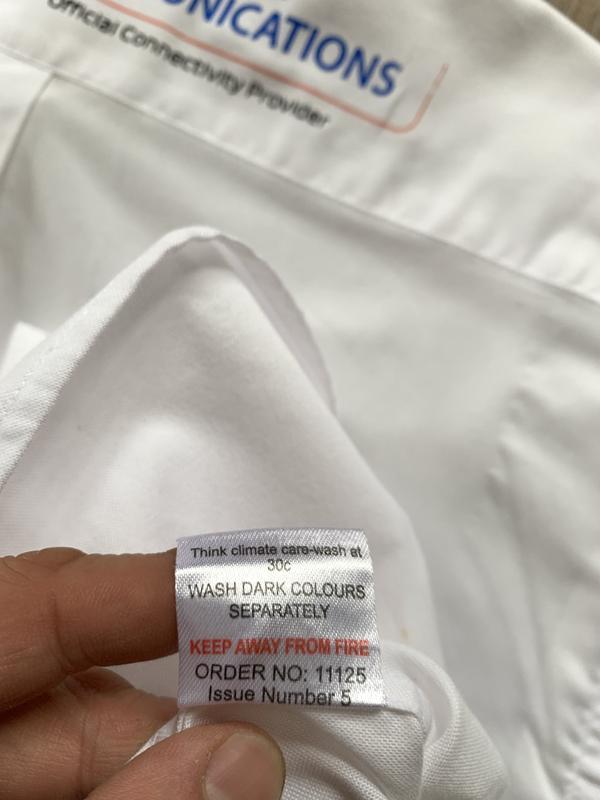 UNICATIONS
Official Connectivity Provider
Think climate care-wash at
30c
WASH DARK COLOURS
SEPARATELY
KEEP AWAY FROM FIRE
ORDER NO: 11125
Issue Number 5